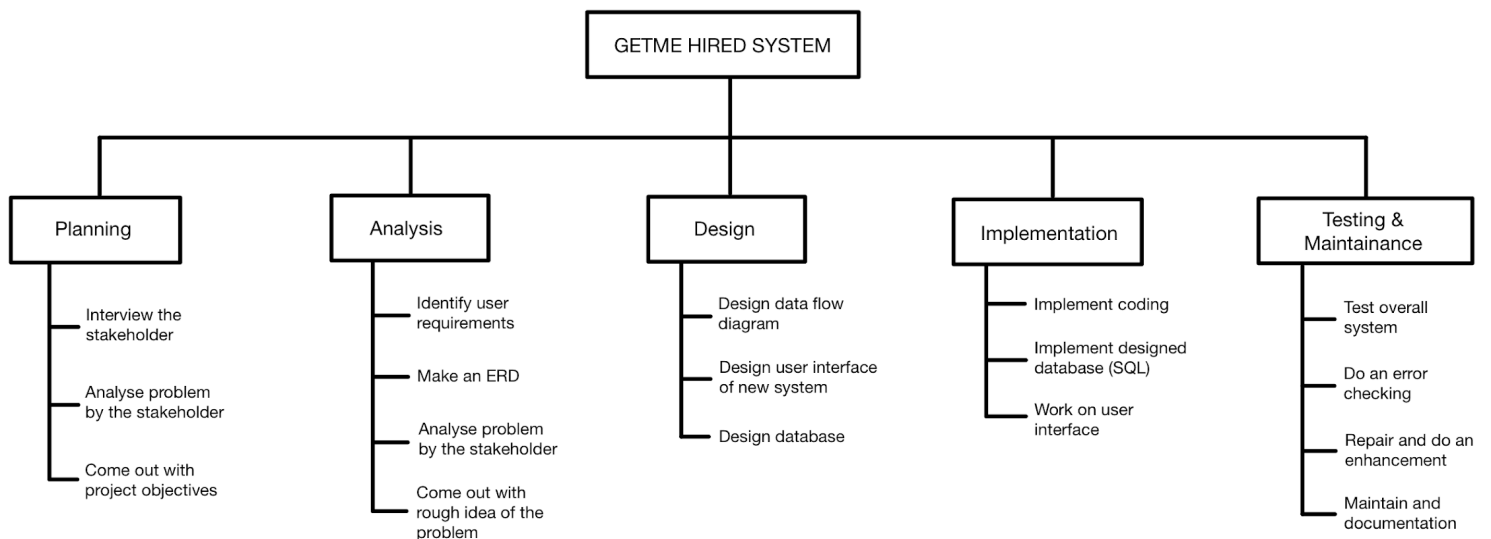 GETME HIRED SYSTEM
Planning
Interview the
stakeholder
Analyse problem
by the stakeholder
Come out with
project objectives
Analysis
Identify user
requirements
Make an ERD
Analyse problem
by the stakeholder
Come out with
rough idea of the
problem
Design
Design data flow
diagram
Design user interface
of new system
Design database
Implementation
Implement coding
Implement designed
database (SQL)
Work on user
interface
Testing &
Maintainance
Test overall
system
Do an error
checking
Repair and do an
enhancement
Maintain and
documentation